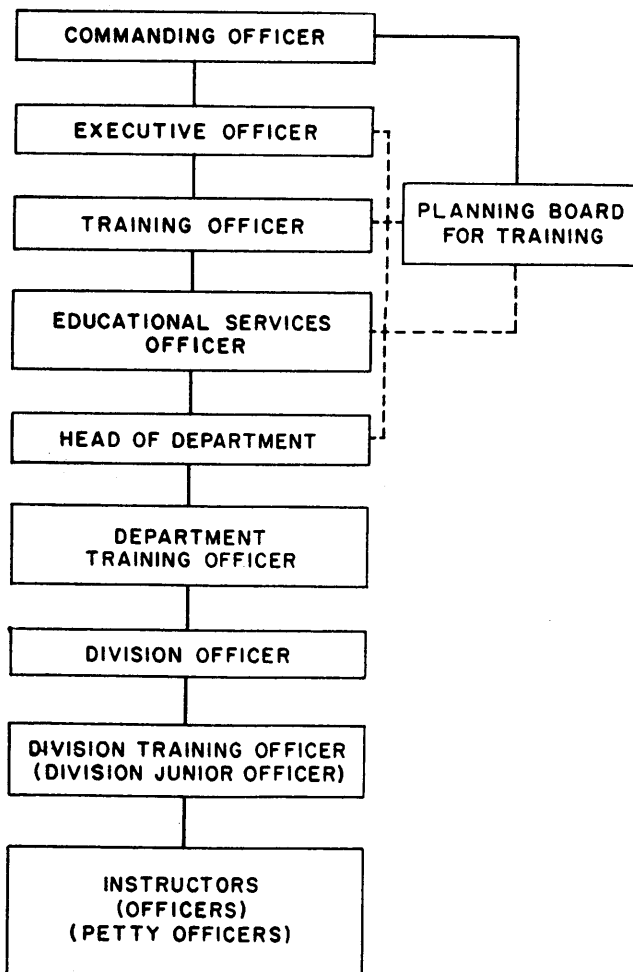 COMMANDING OFFICER
EXECUTIVE OFFICER
TRAINING OFFICER
PLANNING BOARD
FOR TRAINING
EDUCATIONAL SERVICES
OFFICER
HEAD OF DEPARTMENT
DEPARTMENT
TRAINING OFFICER
DIVISION OFFICER
DIVISION TRAINING OFFICER
(DIVISION JUNIOR OFFICER)
INSTRUCTORS
(OFFICERS)
(PETTY OFFICERS)